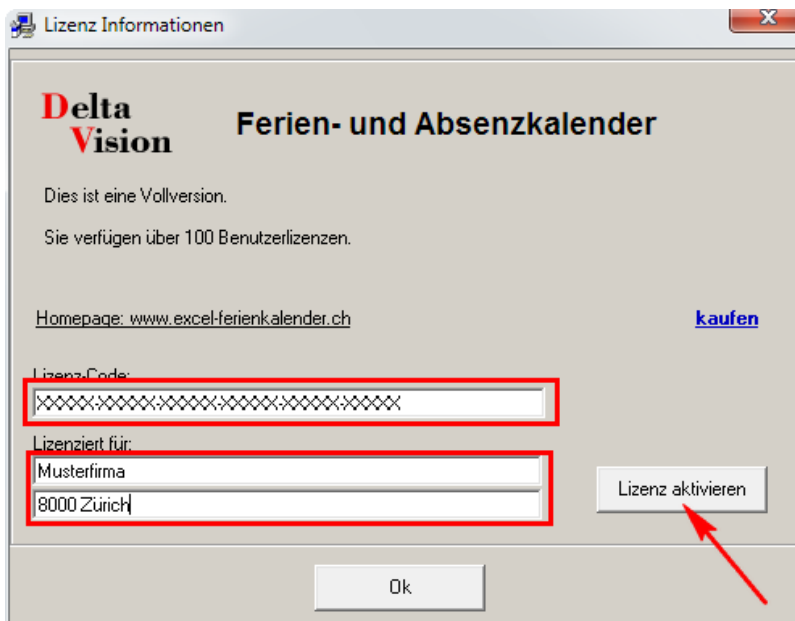 Lizenz Informationen
Delta
Vision
Ferien- und Absenzkalender
Dies ist eine Vollversion.
Sie verfügen über 100 Benutzerlizenzen.
Homepage: www.excel-ferienkalender.ch
kaufen
Lizenz-Code:
XXXXX-XXXXX-XXXXX-XXXXX-XXXXX-XXXXX
Lizenziert für:
Musterfirma
8000 Zürich
Lizenz aktivieren
Ok